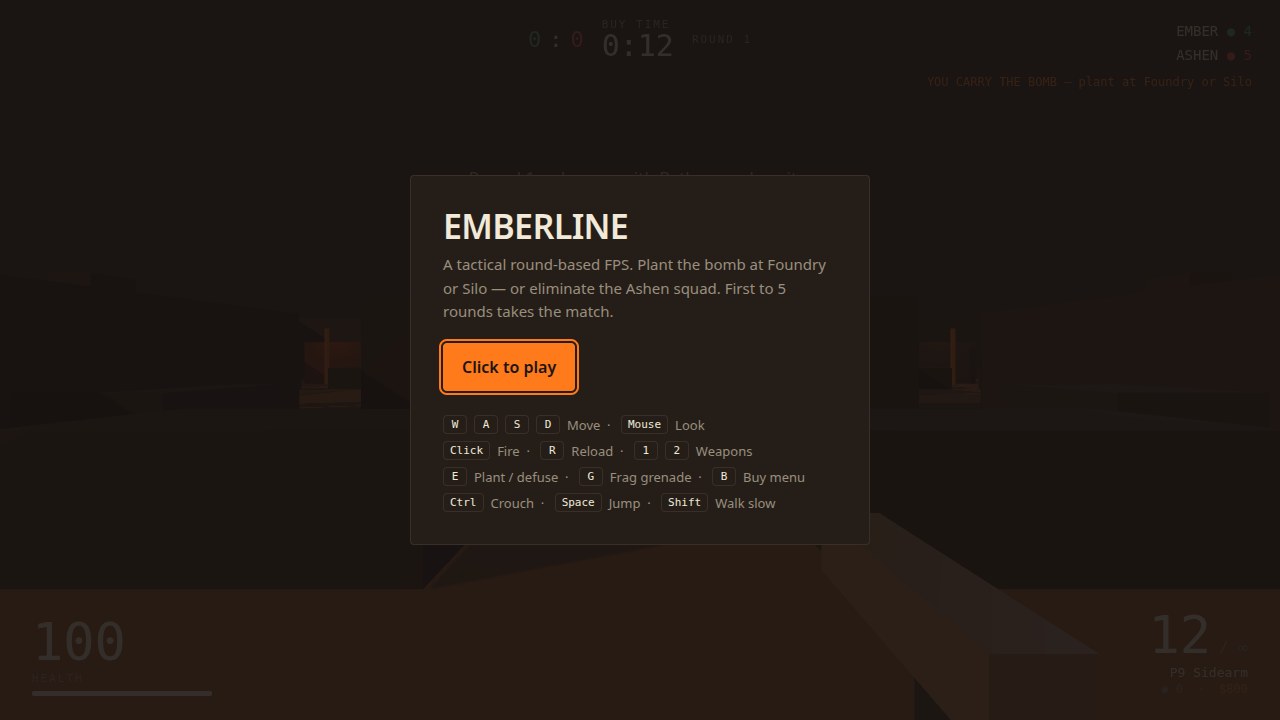 BUY TIME
0 : 0 0:12 ROUND 1
EMBER ● 4
ASHEN ● 5
YOU CARRY THE BOMB — plant at Foundry or Silo
EMBERLINE
A tactical round-based FPS. Plant the bomb at Foundry
or Silo — or eliminate the Ashen squad. First to 5
rounds takes the match.
Click to play
W A S D Move · Mouse Look
Click Fire · R Reload · 1 2 Weapons
E Plant / defuse · G Frag grenade · B Buy menu
Ctrl Crouch · Space Jump · Shift Walk slow
100
HEALTH
12 /
P9 Sidearm
$800